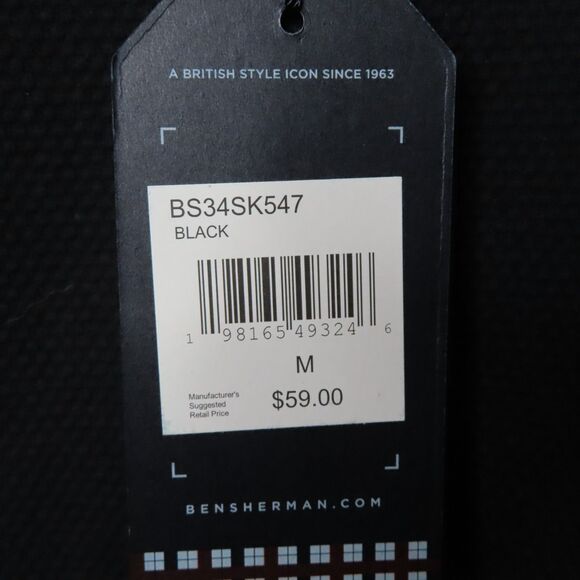 A BRITISH STYLE ICON SINCE 1963
BS34SK547
BLACK
1 98165 49324 6
M
Manufacturer's
Suggested
Retail Price
$59.00
BENSHERMAN.COM